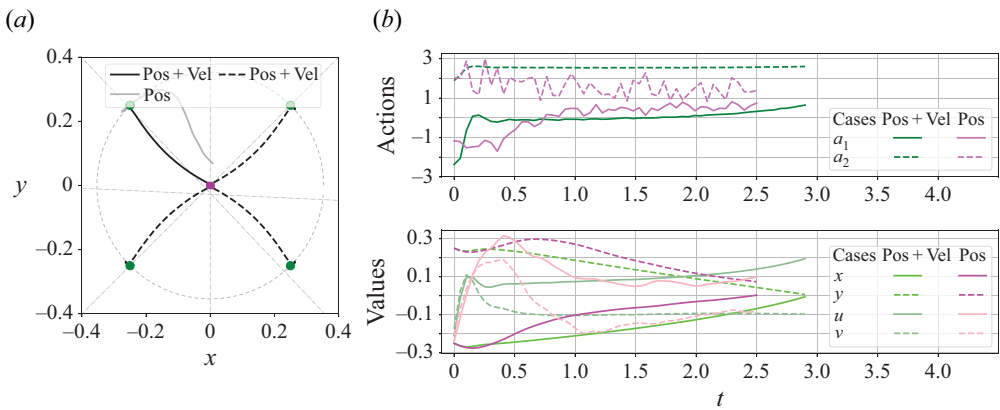 (a)
0.4
0.2
0
−0.2
−0.4
y
Pos + Vel
Pos + Vel
Pos
−0.4
−0.2
0
0.2
0.4
x
(b)
3
1
−1
−3
Actions
Cases Pos + Vel Pos
a1
a2
0
0.5
1.0
1.5
2.0
2.5
3.0
3.5
4.0
0.3
0.1
−0.1
−0.3
Values
Cases Pos + Vel Pos
x
y
u
v
0
0.5
1.0
1.5
2.0
2.5
3.0
3.5
4.0
t